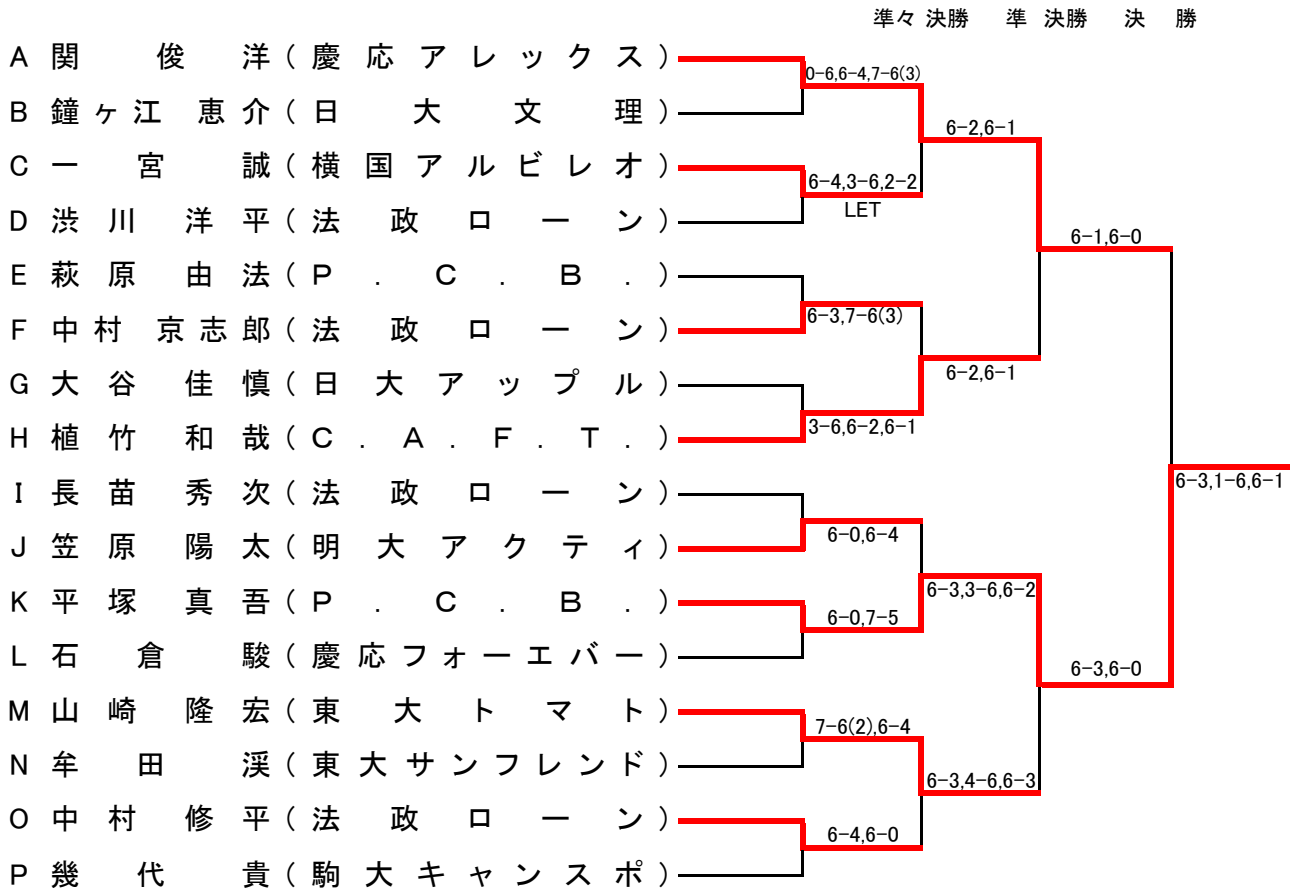 準々決勝 準決勝 決勝
A 関俊洋(慶応アレックス)
0-6,6-4,7-6(3)
B 鐘ヶ江恵介(日大文理)
6-2,6-1
C 一宮誠(横国アルビレオ)
6-4,3-6,2-2
LET
D 渋川洋平(法政ローン)
6-1,6-0
E 萩原由法(P.C.B.)
F 中村京志郎(法政ローン)
6-3,7-6(3)
G 大谷佳慎(日大アップル)
6-2,6-1
H 植竹和哉(C.A.F.T.)
3-6,6-2,6-1
I 長苗秀次(法政ローン)
6-3,1-6,6-1
J 笠原陽太(明大アクティ)
6-0,6-4
K 平塚真吾(P.C.B.)
6-3,3-6,6-2
6-0,7-5
L 石倉駿(慶応フォーエバー)
6-3,6-0
M 山崎隆宏(東大トマト)
7-6(2),6-4
N 牟田渓(東大サンフレンド)
6-3,4-6,6-3
O 中村修平(法政ローン)
6-4,6-0
P 幾代貴(駒大キャンスポ)